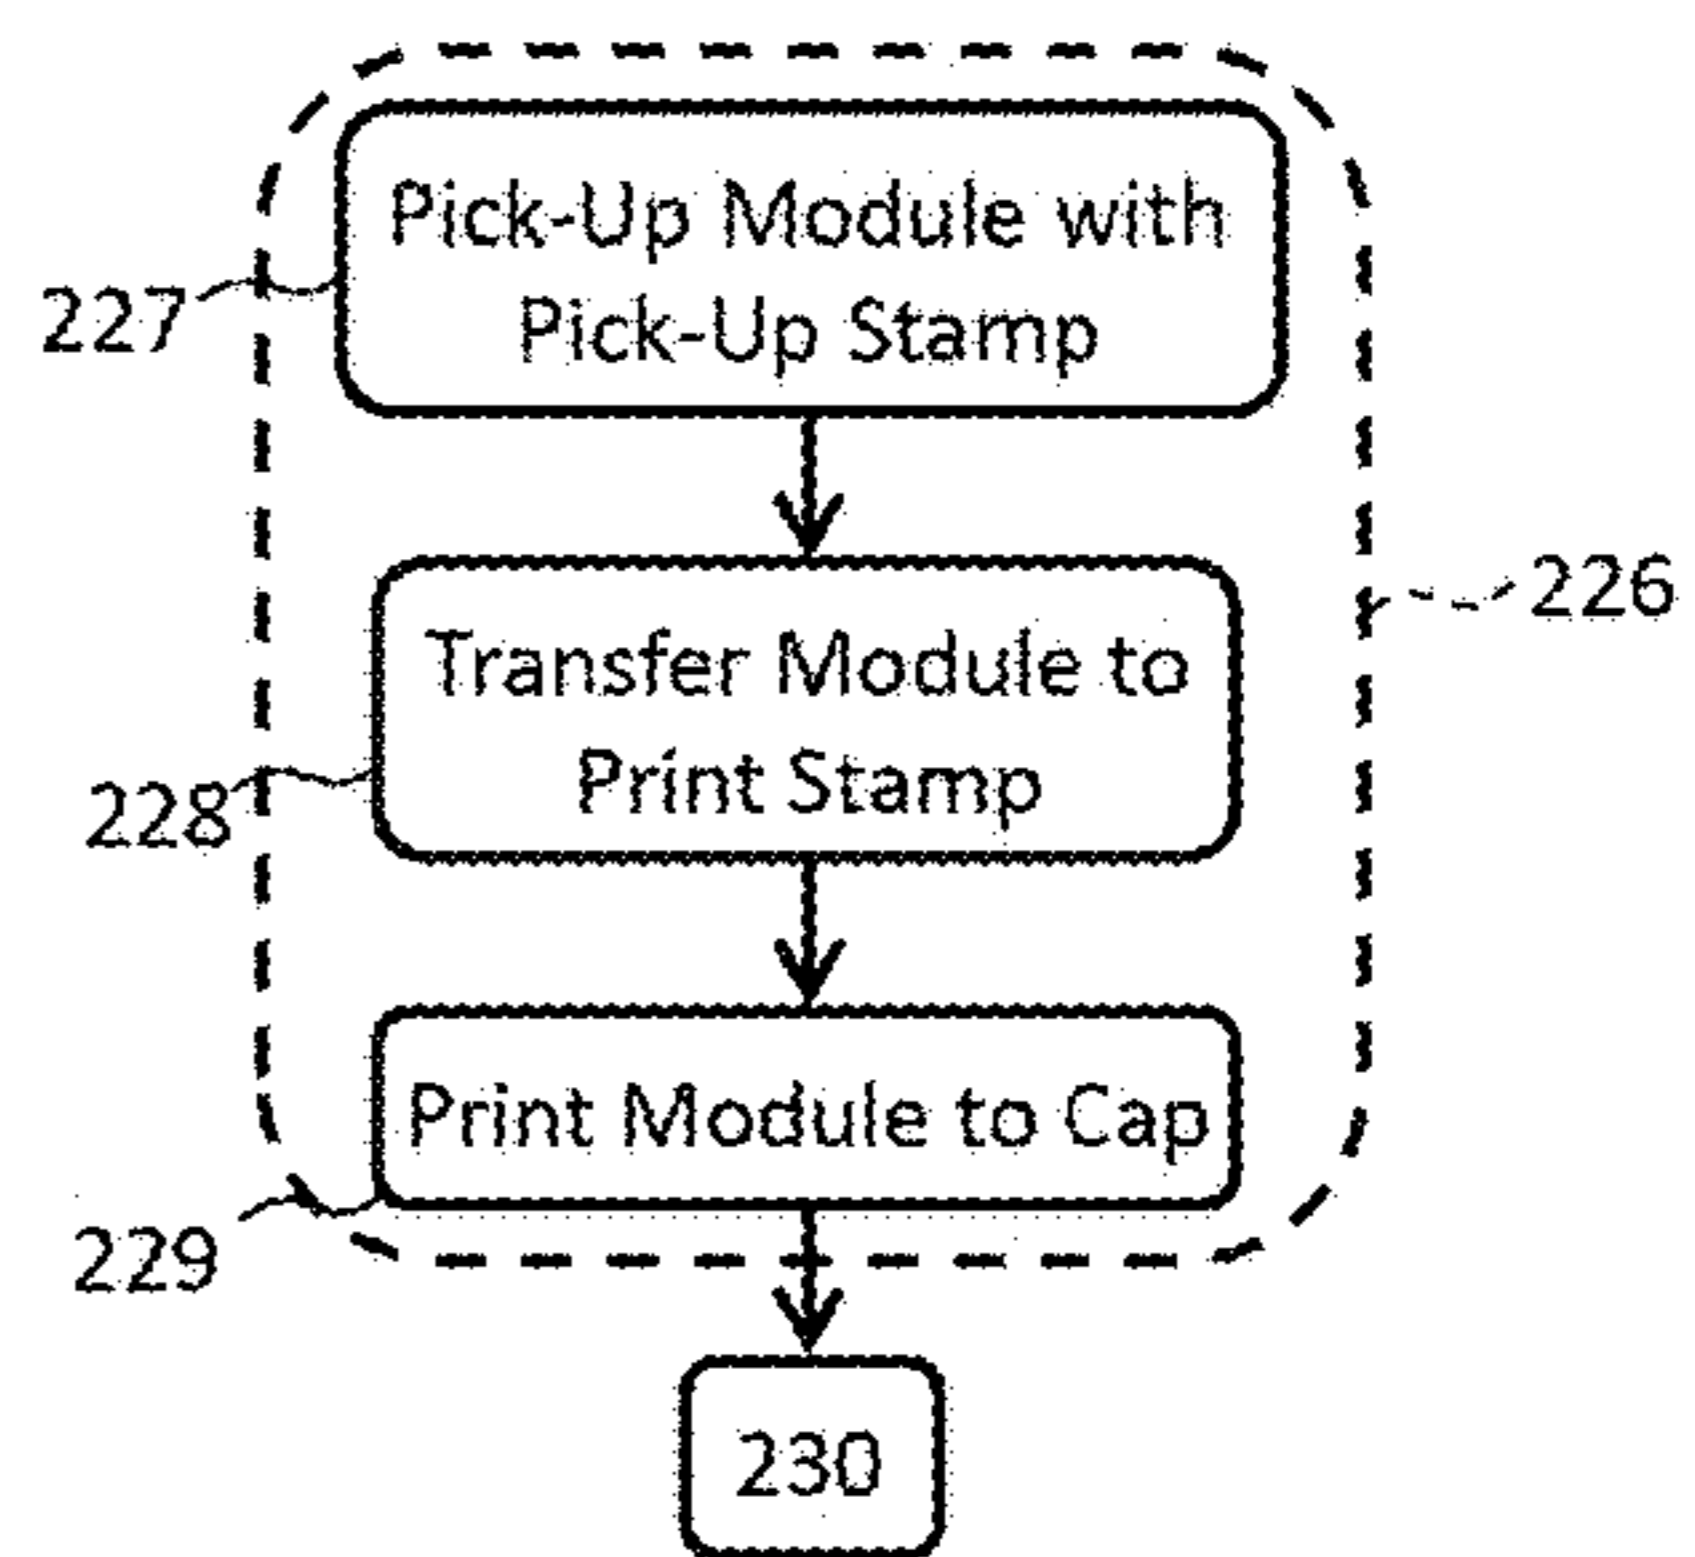 Pick-Up Module with
Pick-Up Stamp
227
Transfer Module to
Print Stamp
226
228
Print Module to Cap
229
230